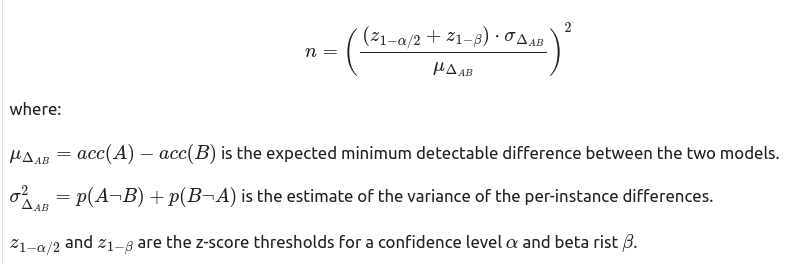 n = ( (z_{1−α/2} + z_{1−β}) · σ_{Δ_{AB}} / μ_{Δ_{AB}} )^2
where:
μ_{Δ_{AB}} = acc(A) − acc(B) is the expected minimum detectable difference between the two models.
σ^2_{Δ_{AB}} = p(A¬B) + p(B¬A) is the estimate of the variance of the per-instance differences.
z_{1−α/2} and z_{1−β} are the z-score thresholds for a confidence level α and beta rist β.